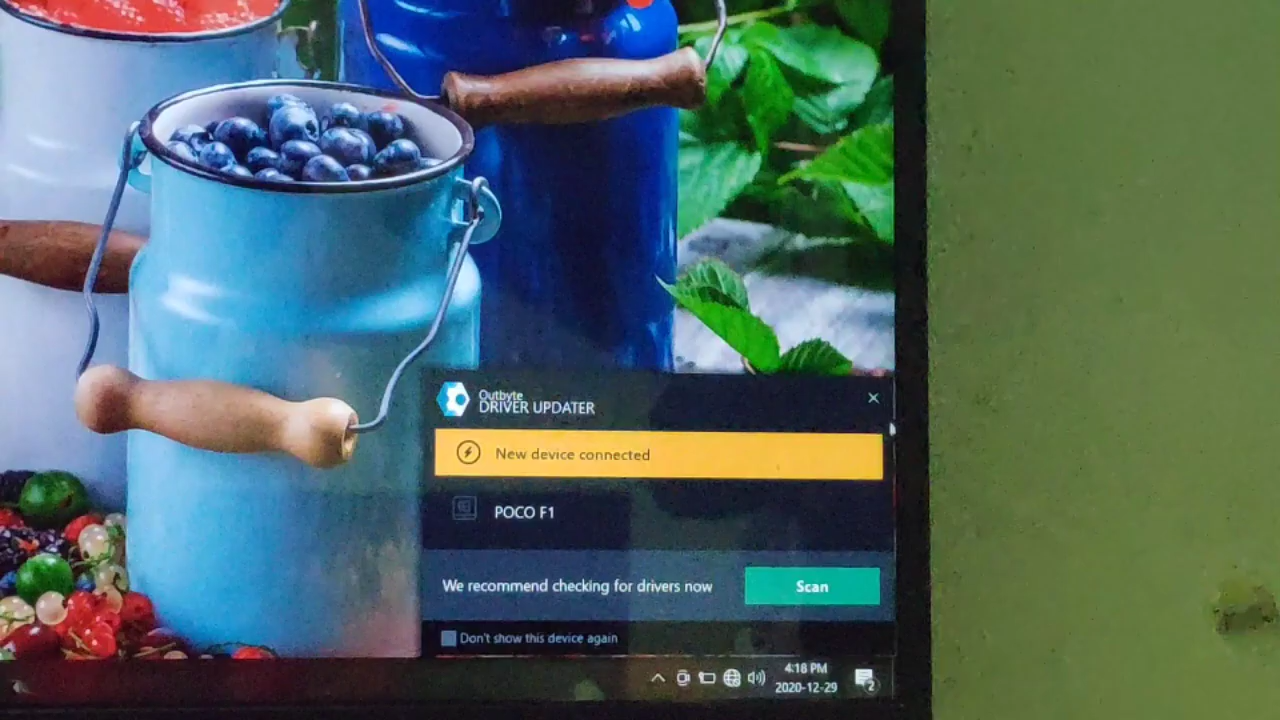 Outbyte
DRIVER UPDATER
New device connected
POCO F1
We recommend checking for drivers now
Scan
Don't show this device again
4:18 PM
2020-12-29
2